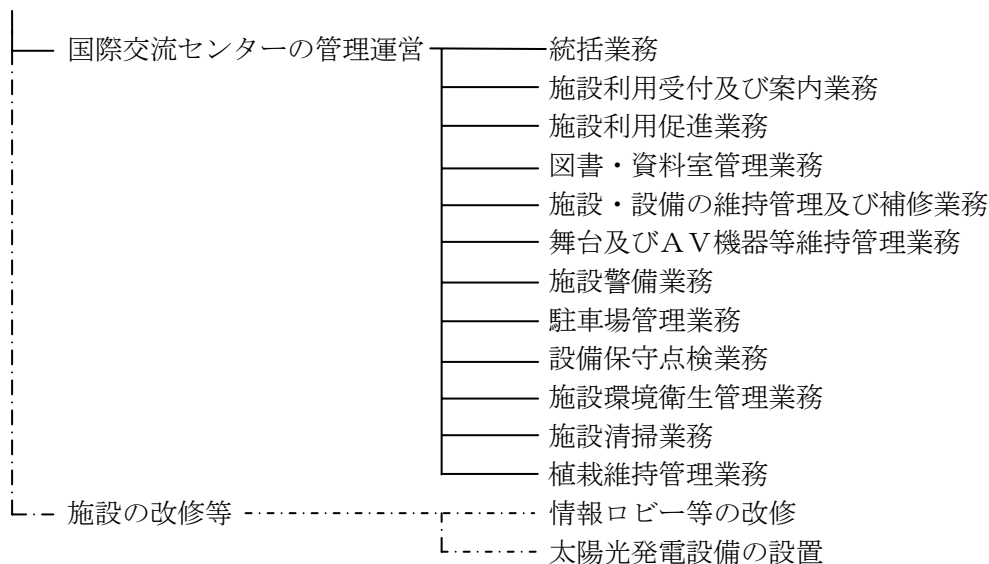 国際交流センターの管理運営 統括業務
施設利用受付及び案内業務
施設利用促進業務
図書・資料室管理業務
施設・設備の維持管理及び補修業務
舞台及びＡＶ機器等維持管理業務
施設警備業務
駐車場管理業務
設備保守点検業務
施設環境衛生管理業務
施設清掃業務
植栽維持管理業務
施設の改修等 情報ロビー等の改修
太陽光発電設備の設置